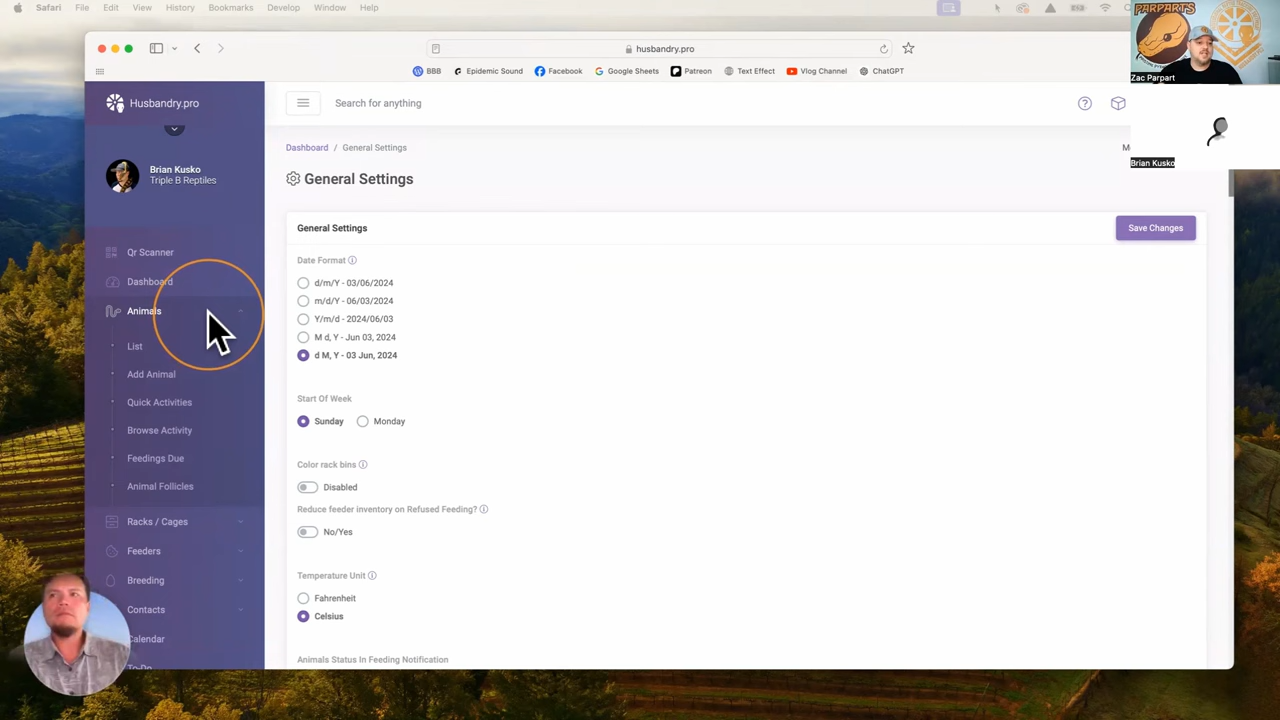 Safari File Edit View History Bookmarks Develop Window Help
husbandry.pro
BBB Epidemic Sound Facebook Google Sheets Patreon Text Effect Vlog Channel ChatGPT
PARPART'S
Zac Parpart
Brian Kusko
Husbandry.pro
Search for anything
Brian Kusko
Triple B Reptiles
Qr Scanner
Dashboard
Animals
List
Add Animal
Quick Activities
Browse Activity
Feedings Due
Animal Follicles
Racks / Cages
Feeders
Breeding
Contacts
Calendar
To-Do
Dashboard / General Settings
General Settings
General Settings
Save Changes
Date Format
d/m/Y - 03/06/2024
m/d/Y - 06/03/2024
Y/m/d - 2024/06/03
M d, Y - Jun 03, 2024
d M, Y - 03 Jun, 2024
Start Of Week
Sunday Monday
Color rack bins
Disabled
Reduce feeder inventory on Refused Feeding?
No/Yes
Temperature Unit
Fahrenheit
Celsius
Animals Status In Feeding Notification